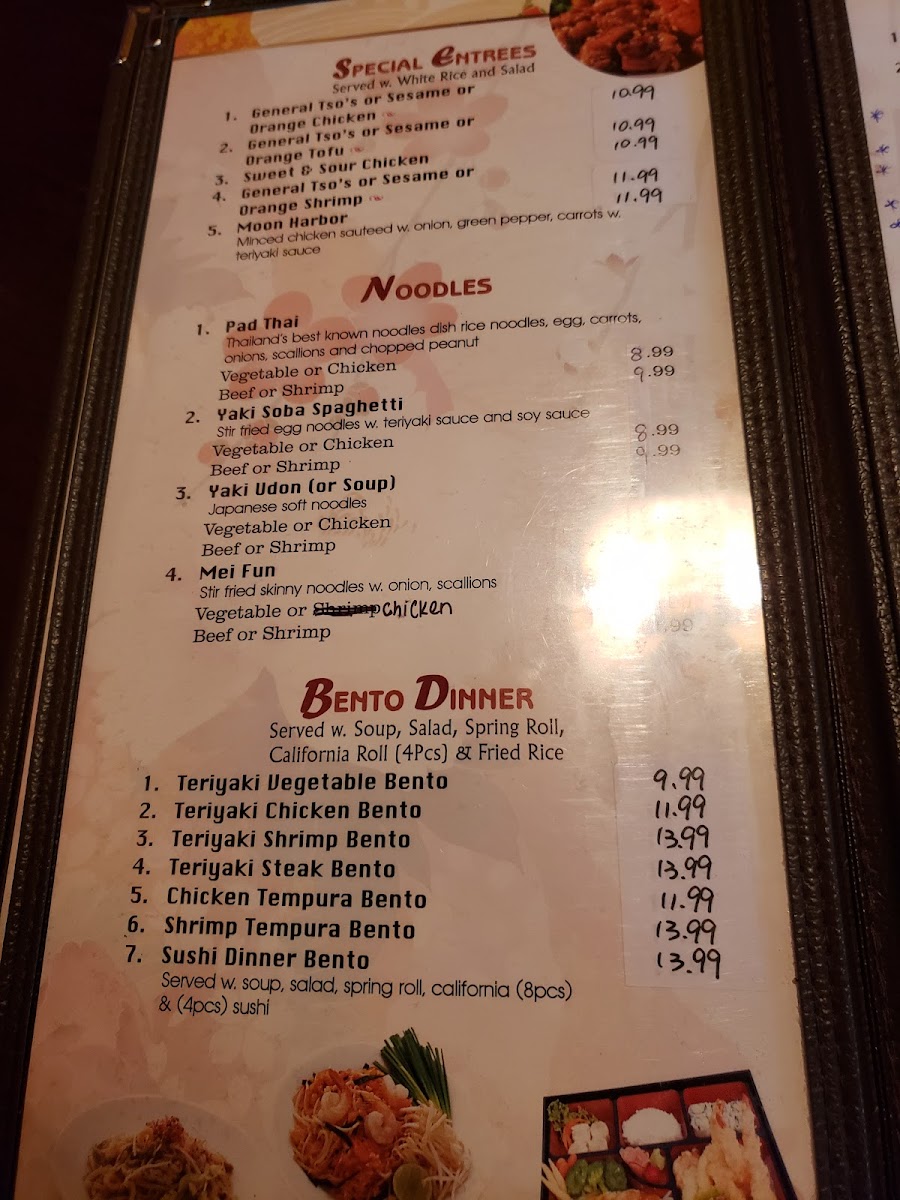 SPECIAL ENTREES
Served w. White Rice and Salad
1. General Tso's or Sesame or 10.99
Orange Chicken
2. General Tso's or Sesame or 10.99
Orange Tofu
3. Sweet & Sour Chicken 10.99
4. General Tso's or Sesame or 11.99
Orange Shrimp
5. Moon Harbor 11.99
Minced chicken sauteed w. onion, green pepper, carrots w.
teriyaki sauce
NOODLES
1. Pad Thai
Thailand's best known noodles dish rice noodles, egg, carrots,
onions, scallions and chopped peanut
Vegetable or Chicken 8.99
Beef or Shrimp 9.99
2. Yaki Soba Spaghetti
Stir fried egg noodles w. teriyaki sauce and soy sauce
Vegetable or Chicken 8.99
Beef or Shrimp 9.99
3. Yaki Udon (or Soup)
Japanese soft noodles
Vegetable or Chicken
Beef or Shrimp
4. Mei Fun
Stir fried skinny noodles w. onion, scallions
Vegetable or Shrimp chicken
Beef or Shrimp .99
BENTO DINNER
Served w. Soup, Salad, Spring Roll,
California Roll (4Pcs) & Fried Rice
1. Teriyaki Vegetable Bento 9.99
2. Teriyaki Chicken Bento 11.99
3. Teriyaki Shrimp Bento 13.99
4. Teriyaki Steak Bento 13.99
5. Chicken Tempura Bento 11.99
6. Shrimp Tempura Bento 13.99
7. Sushi Dinner Bento 13.99
Served w. soup, salad, spring roll, california (8pcs)
& (4pcs) sushi